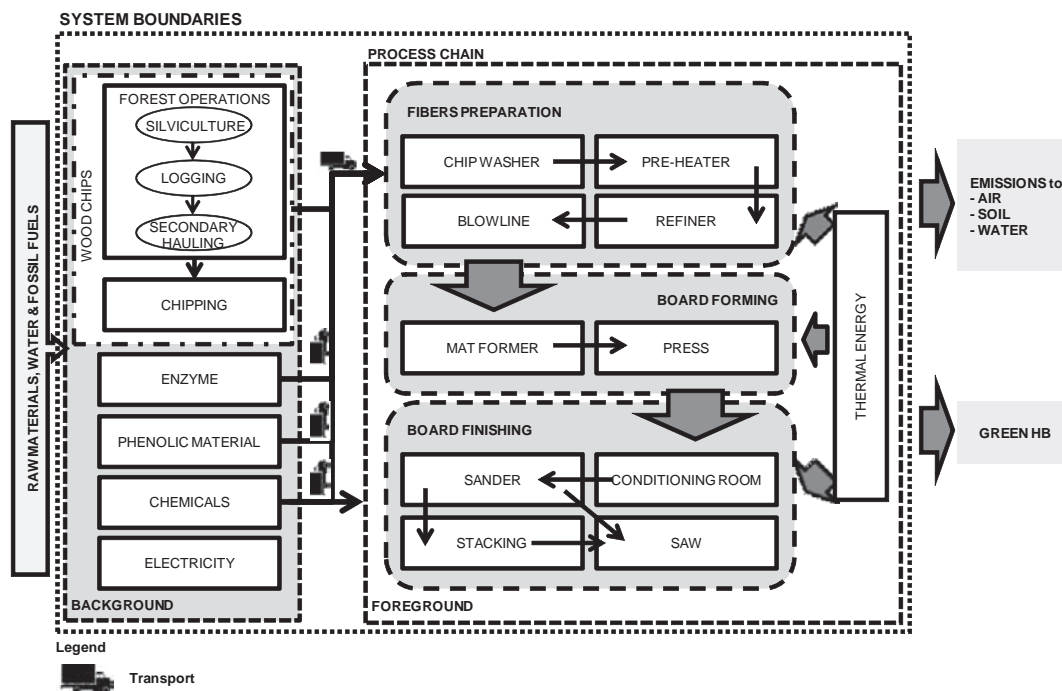 SYSTEM BOUNDARIES
RAW MATERIALS, WATER & FOSSIL FUELS
WOOD CHIPS
FOREST OPERATIONS
SILVICULTURE
LOGGING
SECONDARY
HAULING
CHIPPING
ENZYME
PHENOLIC MATERIAL
CHEMICALS
ELECTRICITY
BACKGROUND
PROCESS CHAIN
FIBERS PREPARATION
CHIP WASHER
PRE-HEATER
BLOWLINE
REFINER
BOARD FORMING
MAT FORMER
PRESS
BOARD FINISHING
SANDER
CONDITIONING ROOM
STACKING
SAW
FOREGROUND
THERMAL ENERGY
EMISSIONS to
- AIR
- SOIL
- WATER
GREEN HB
Legend
Transport